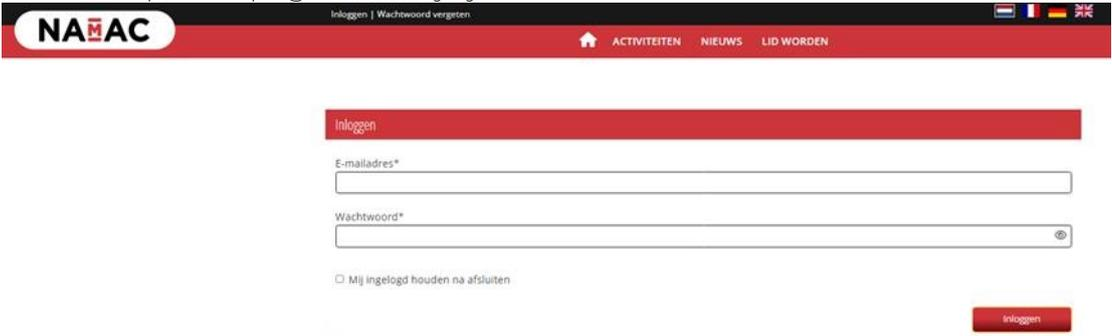 Inloggen | Wachtwoord vergeten
NAMAC
ACTIVITEITEN NIEUWS LID WORDEN
Inloggen
E-mailadres*
Wachtwoord*
Mij ingelogd houden na afsluiten
Inloggen